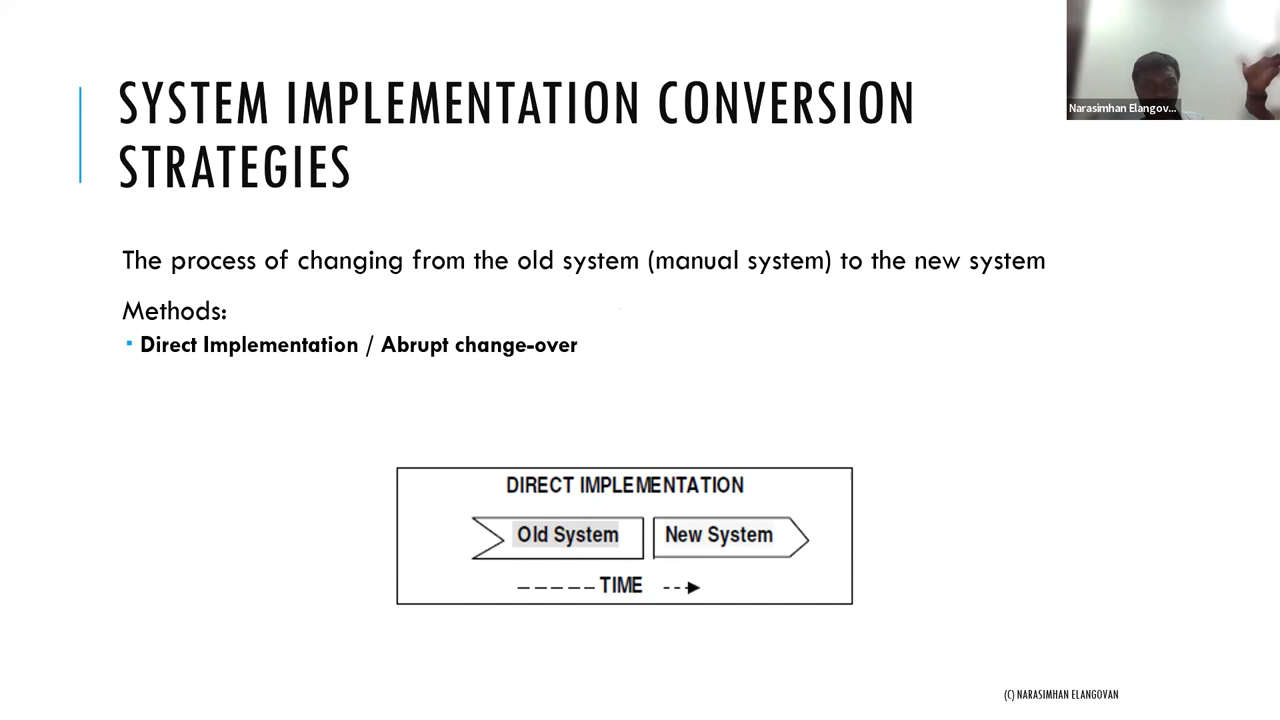 SYSTEM IMPLEMENTATION CONVERSION
STRATEGIES
Narasimhan Elangov...
The process of changing from the old system (manual system) to the new system
Methods:
▪ Direct Implementation / Abrupt change-over
DIRECT IMPLEMENTATION
Old System New System
TIME
(C) NARASIMHAN ELANGOVAN